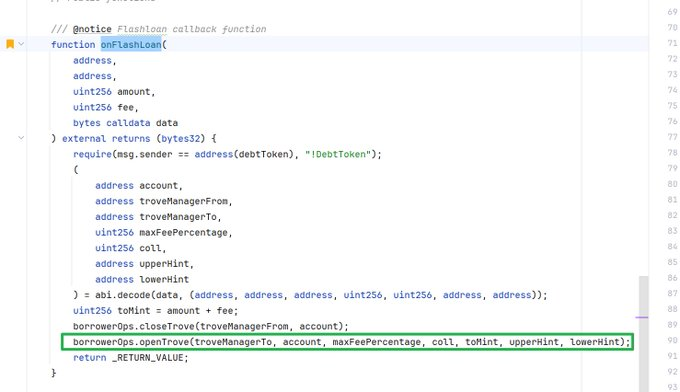 /// @notice Flashloan callback function
function onFlashLoan(
address,
address,
uint256 amount,
uint256 fee,
bytes calldata data
) external returns (bytes32) {
require(msg.sender == address(debtToken), "!DebtToken");
(
address account,
address troveManagerFrom,
address troveManagerTo,
uint256 maxFeePercentage,
uint256 coll,
address upperHint,
address lowerHint
) = abi.decode(data, (address, address, address, uint256, uint256, address, address));
uint256 toMint = amount + fee;
borrowerOps.closeTrove(troveManagerFrom, account);
borrowerOps.openTrove(troveManagerTo, account, maxFeePercentage, coll, toMint, upperHint, lowerHint);
return _RETURN_VALUE;
}
69
70
71
72
73
74
75
76
77
78
79
80
81
82
83
84
85
86
87
88
89
90
91
92
93